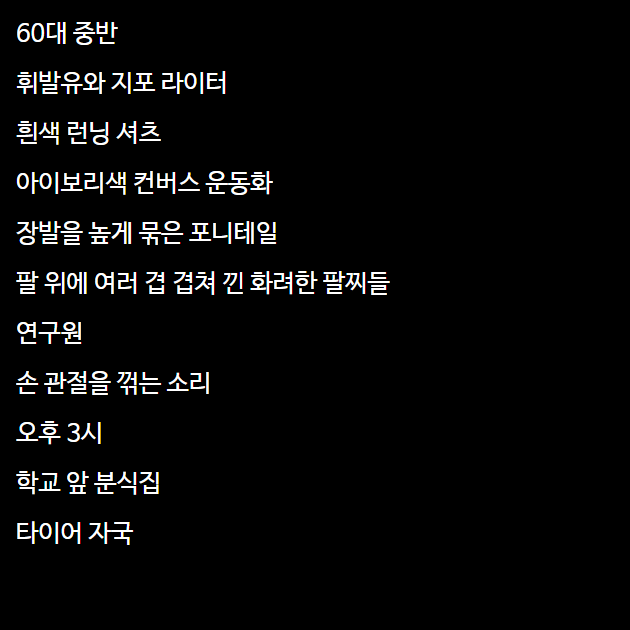 60대 중반
휘발유와 지포 라이터
흰색 런닝 셔츠
아이보리색 컨버스 운동화
장발을 높게 묶은 포니테일
팔 위에 여러 겹 겹쳐 낀 화려한 팔찌들
연구원
손 관절을 꺾는 소리
오후 3시
학교 앞 분식집
타이어 자국